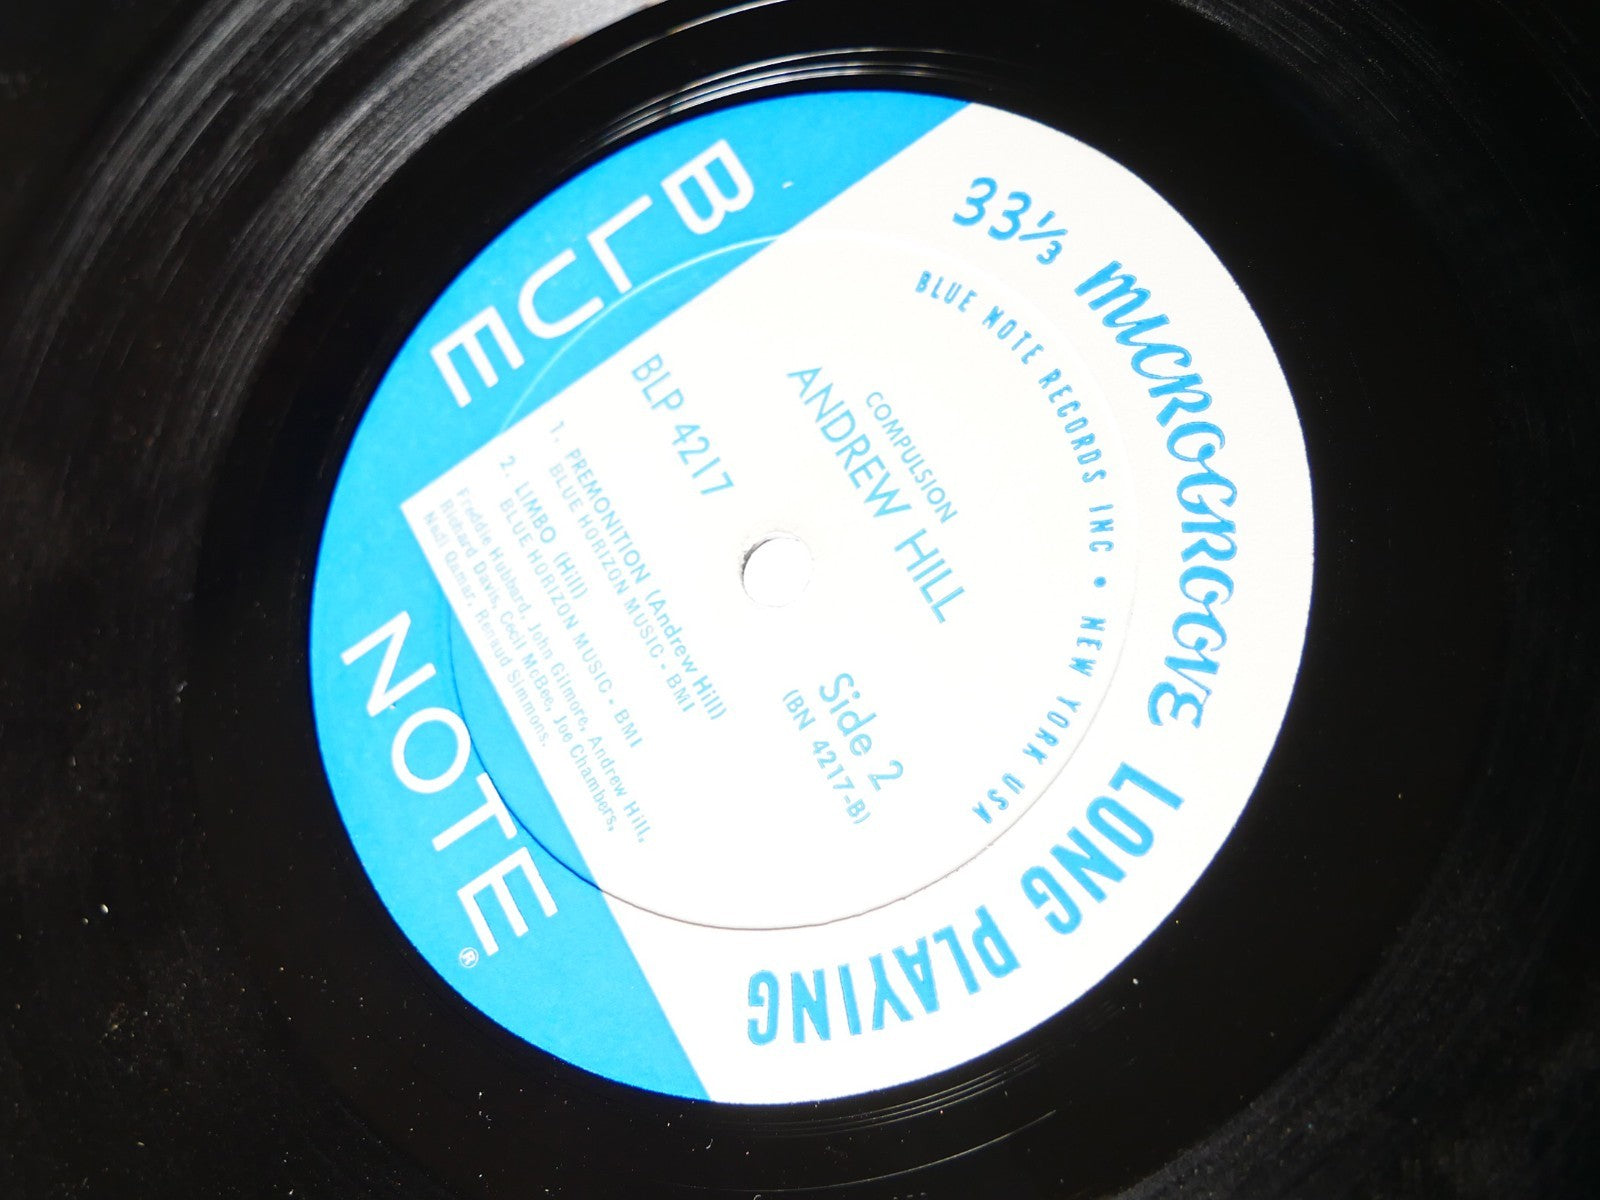 33⅓ MICROGROOVE LONG PLAYING
BLUE NOTE RECORDS INC • NEW YORK USA
COMPULSION
ANDREW HILL
BLP 4217
Side 2
(BN 4217-B)
1. PREMONITION (Andrew Hill)
BLUE HORIZON MUSIC - BMI
2. LIMBO (Hill)
BLUE HORIZON MUSIC - BMI
Freddie Hubbard, John Gilmore, Andrew Hill,
Richard Davis, Cecil McBee, Joe Chambers,
Nadi Qamar, Renaud Simmons.
BLUE NOTE ®